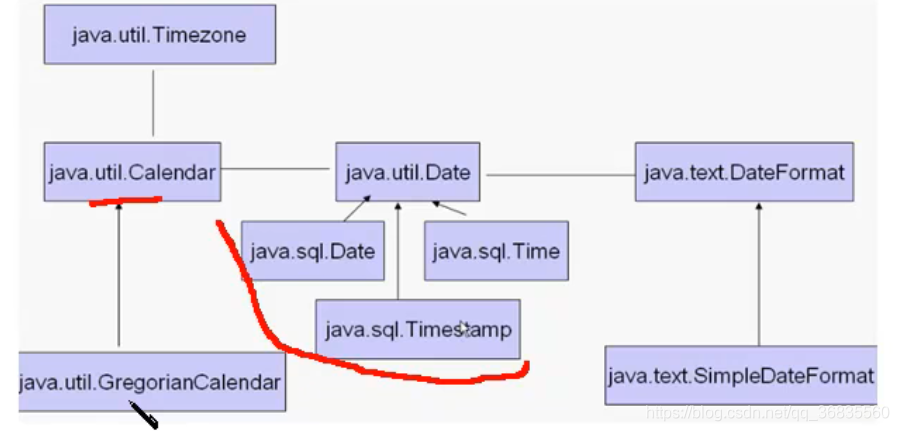 java.util.Timezone
java.util.Calendar
java.util.Date
java.text.DateFormat
java.sql.Date
java.sql.Time
java.sql.Timestamp
java.util.GregorianCalendar
java.text.SimpleDateFormat
https://blog.csdn.net/qq_36835560